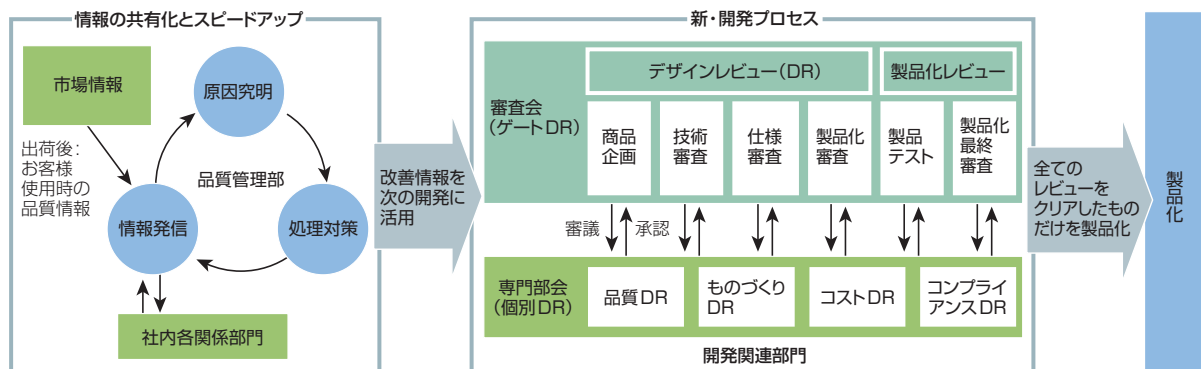 情報の共有化とスピードアップ
市場情報
原因究明
出荷後:
お客様
使用時の
品質情報
品質管理部
情報発信
処理対策
社内各関係部門
改善情報を
次の開発に
活用
新・開発プロセス
審査会
(ゲートDR)
デザインレビュー(DR)
製品化レビュー
商品
企画
技術
審査
仕様
審査
製品化
審査
製品
テスト
製品化
最終
審査
審議
承認
専門部会
(個別DR)
品質DR
ものづくり
DR
コストDR
コンプライ
アンスDR
開発関連部門
全ての
レビューを
クリアしたもの
だけを製品化
製品化